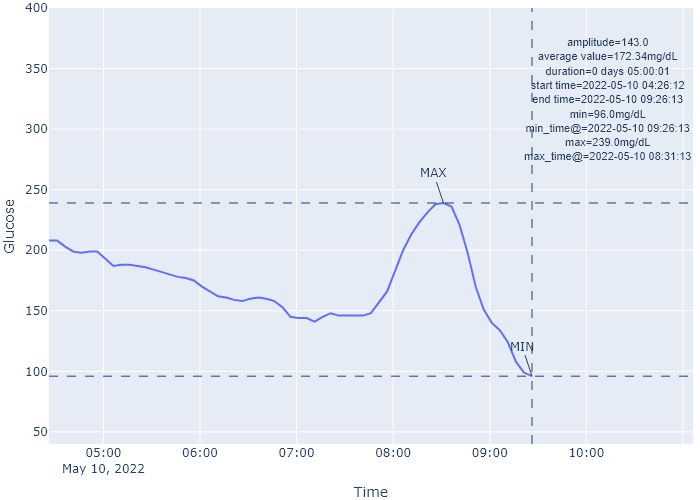 400
350
300
250
200
150
100
50
Glucose
amplitude=143.0
average value=172.34mg/dL
duration=0 days 05:00:01
start time=2022-05-10 04:26:12
end time=2022-05-10 09:26:13
min=96.0mg/dL
min_time@=2022-05-10 09:26:13
max=239.0mg/dL
max_time@=2022-05-10 08:31:13
MAX
MIN
05:00 06:00 07:00 08:00 09:00 10:00
May 10, 2022
Time